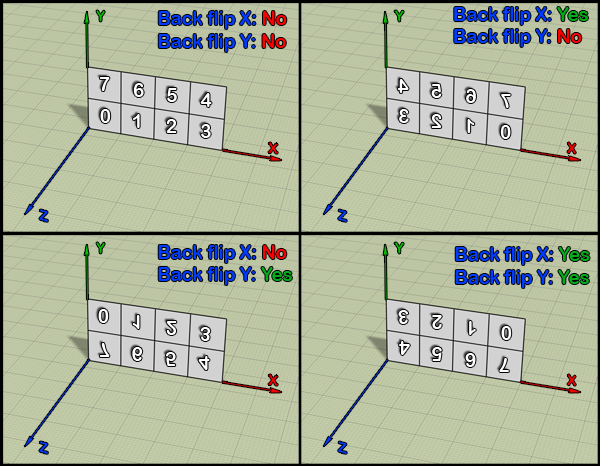 Back flip X: No
Back flip Y: No
Y
7 6 5 4
0 1 2 3
X
Z
Back flip X: Yes
Back flip Y: No
Y
4 5 6 7
3 2 1 0
X
Z
Back flip X: No
Back flip Y: Yes
Y
0 1 2 3
7 6 5 4
X
Z
Back flip X: Yes
Back flip Y: Yes
Y
3 2 1 0
4 5 6 7
X
Z